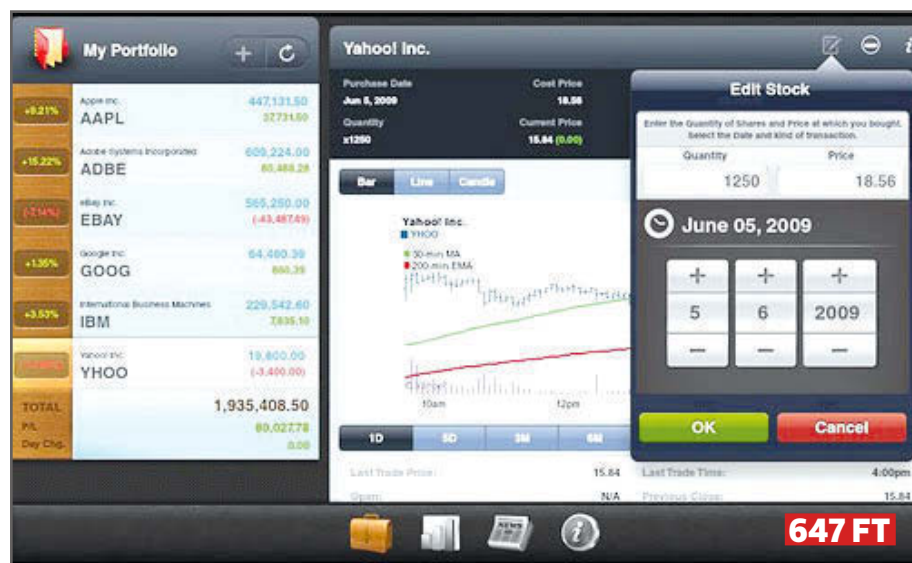 My Portfolio
+9.21%
Apple Inc.
AAPL
447,131.50
37,731.50
+15.22%
Adobe Systems Incorporated
ADBE
609,224.00
80,468.28
eBay Inc.
EBAY
565,250.00
(-43,487.49)
+1.35%
Google Inc.
GOOG
64,460.39
860.39
+3.53%
International Business Machines
IBM
229,542.60
7,835.10
Yahoo! Inc.
YHOO
19,800.00
(-3,400.00)
TOTAL
1,935,408.50
P/L
80,027.78
Day Chg.
0.00
Yahoo! Inc.
Purchase Date
Cost Price
Jun 5, 2009
18.56
Quantity
Current Price
x1250
15.84 (0.00)
Bar
Line
Candle
Yahoo! Inc.
YHOO
50-min MA
200-min EMA
10am
12pm
1D
5D
3M
6M
Last Trade Price:
15.84
Last Trade Time:
4:00pm
Open:
N/A
Previous Close:
15.84
Edit Stock
Enter the Quantity of Shares and Price at which you bought.
Select the Date and kind of transaction.
Quantity
Price
1250
18.56
June 05, 2009
5
6
2009
OK
Cancel
NEWS
647 FT